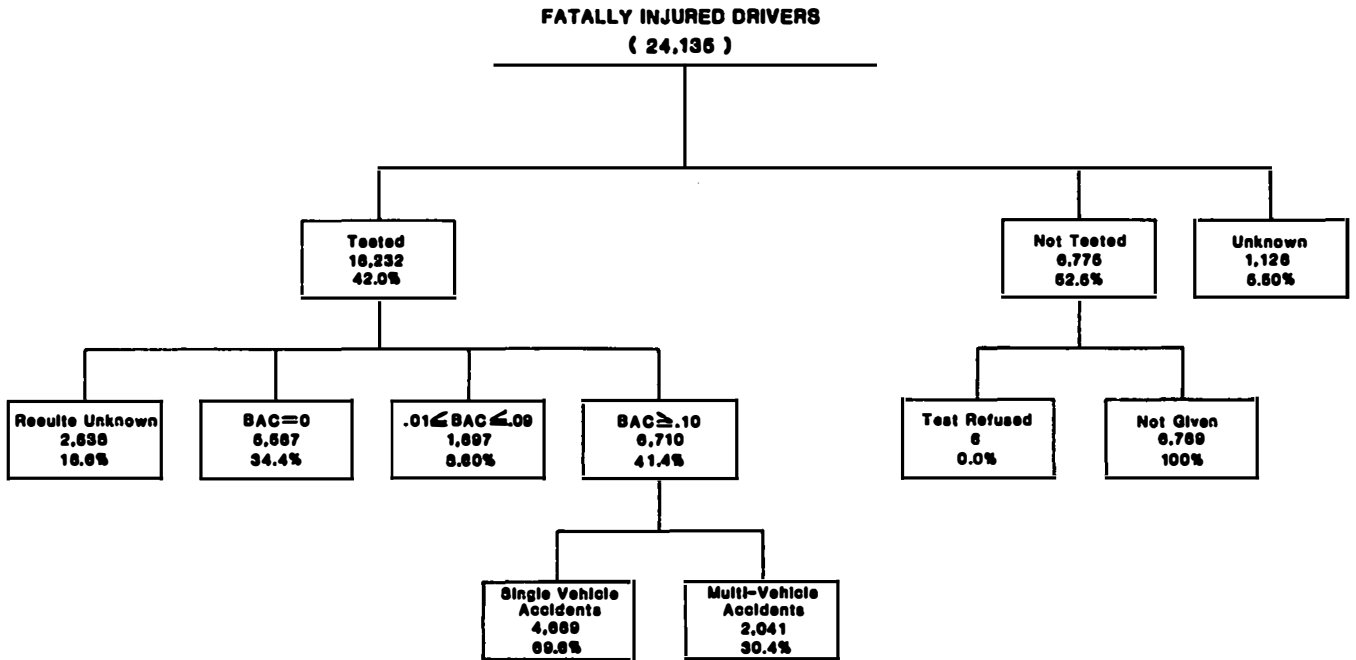 FATALLY INJURED DRIVERS
( 24,135 )
Tested
16,232
42.0%
Not Tested
6,775
52.5%
Unknown
1,128
5.50%
Results Unknown
2,538
15.6%
BAC=0
5,587
34.4%
.01≤BAC≤.09
1,397
8.60%
BAC≥.10
6,710
41.4%
Test Refused
6
0.0%
Not Given
6,769
100%
Single Vehicle
Accidents
4,669
69.6%
Multi-Vehicle
Accidents
2,041
30.4%